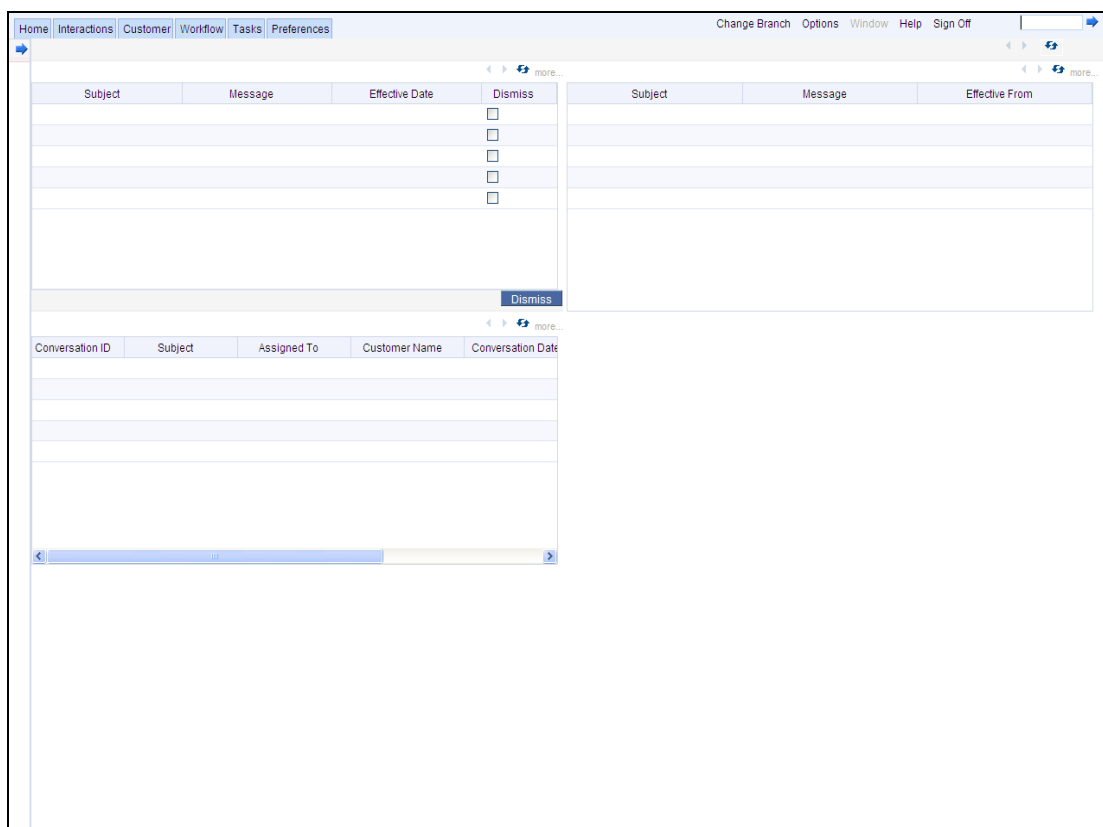 Home Interactions Customer Workflow Tasks Preferences Change Branch Options Window Help Sign Off
more... more...
Subject Message Effective Date Dismiss Subject Message Effective From
Dismiss
more...
Conversation ID Subject Assigned To Customer Name Conversation Date